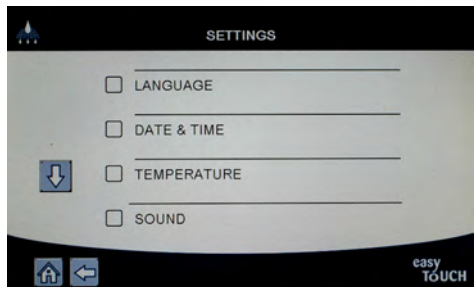 SETTINGS
LANGUAGE
DATE & TIME
TEMPERATURE
SOUND
easy
TOUCH